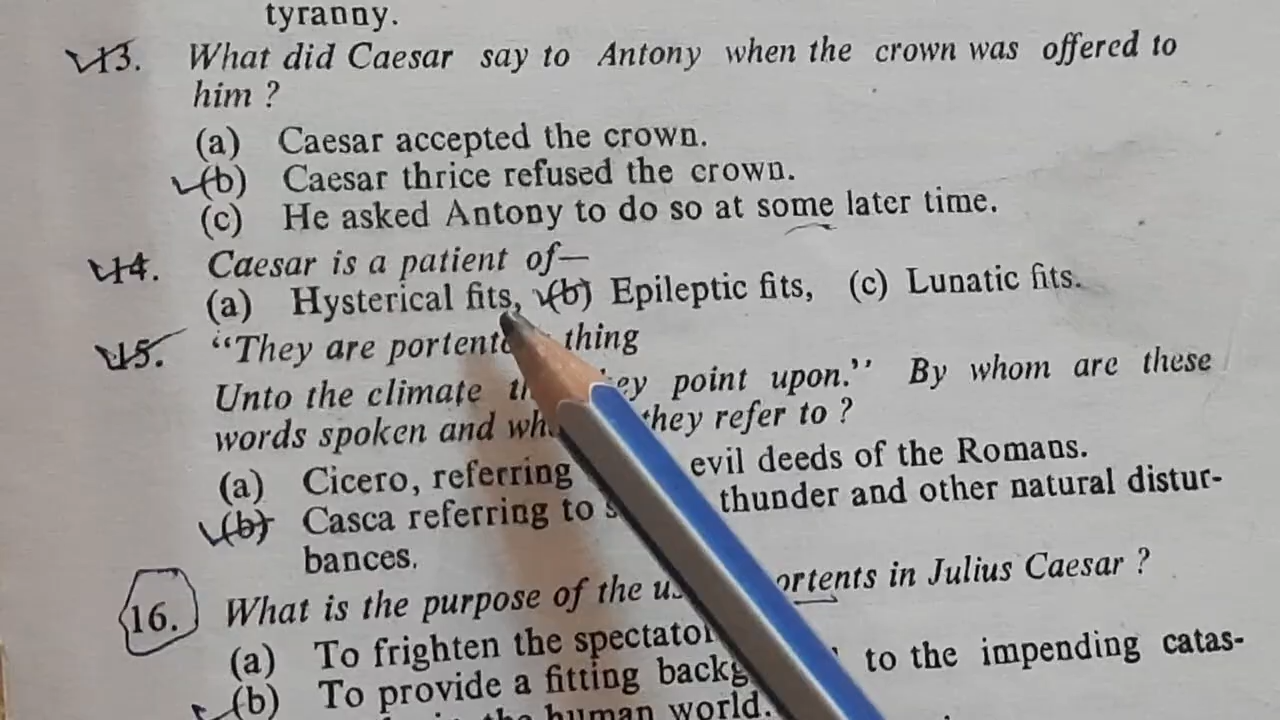 tyranny.
13. What did Caesar say to Antony when the crown was offered to
him ?
(a) Caesar accepted the crown.
(b) Caesar thrice refused the crown.
(c) He asked Antony to do so at some later time.
14. Caesar is a patient of—
(a) Hysterical fits, (b) Epileptic fits, (c) Lunatic fits.
15. "They are thing
Unto the climate point upon." By whom are these
words spoken and they refer to ?
(a) Cicero, referring evil deeds of the Romans.
(b) Casca referring to thunder and other natural distur-
bances.
16. What is the purpose of the in Julius Caesar ?
(a) To frighten the
(b) To provide a fitting to the impending catas-
human world.